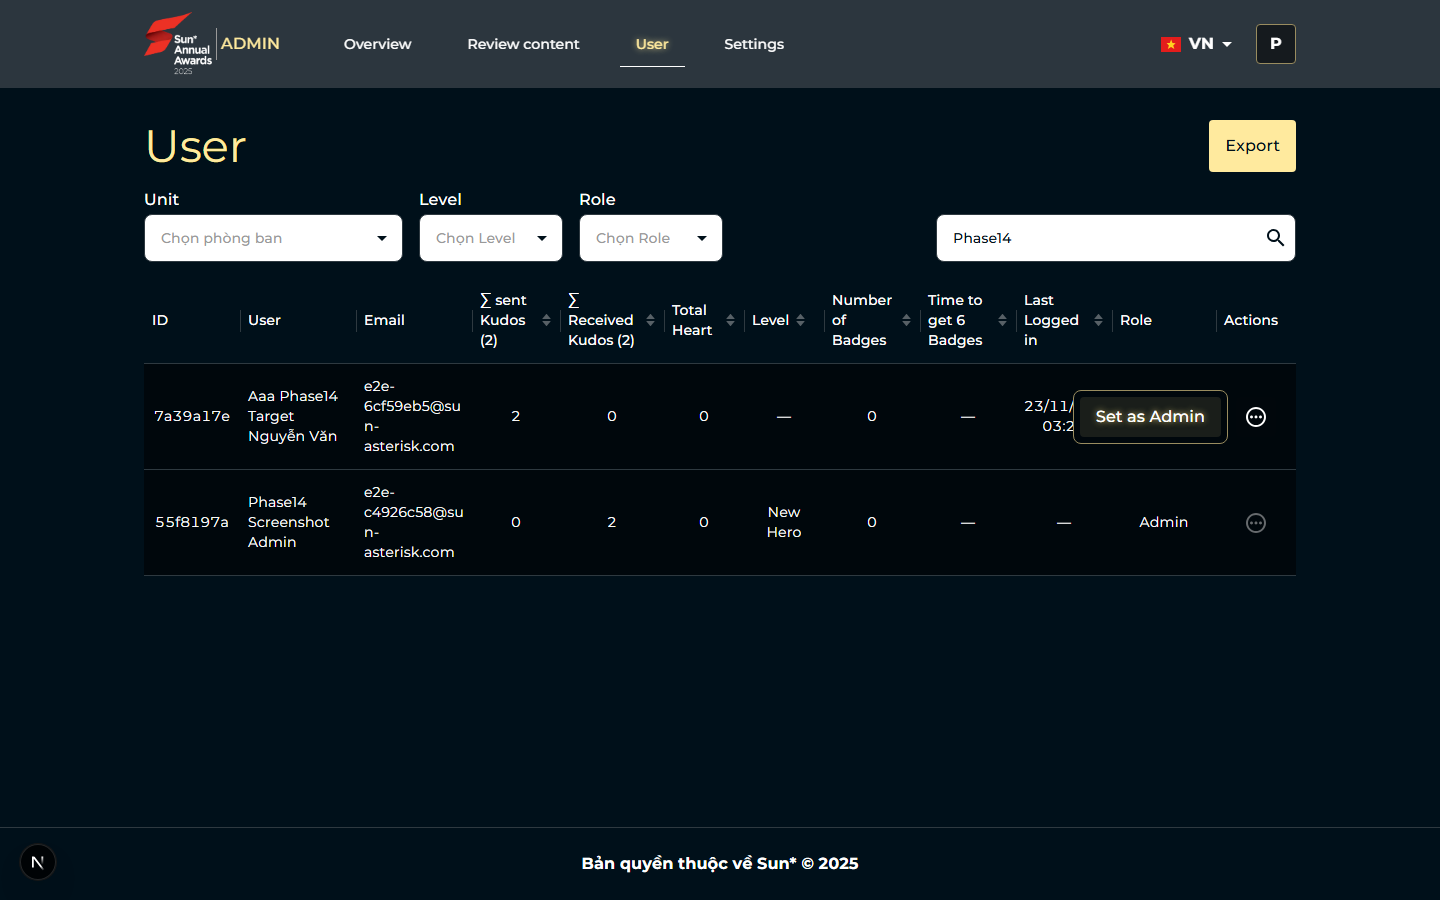 Sun*
Annual
Awards
2025
ADMIN
Overview
Review content
User
Settings
VN
P
User
Export
Unit
Level
Role
Chọn phòng ban
Chọn Level
Chọn Role
Phase14
ID
User
Email
∑ sent
Kudos
(2)
∑
Received
Kudos (2)
Total
Heart
Level
Number
of
Badges
Time to
get 6
Badges
Last
Logged
in
Role
Actions
7a39a17e
Aaa Phase14
Target
Nguyễn Văn
e2e-
6cf59eb5@su
n-
asterisk.com
2
0
0
—
0
—
23/11/
03:2
Set as Admin
55f8197a
Phase14
Screenshot
Admin
e2e-
c4926c58@su
n-
asterisk.com
0
2
0
New
Hero
0
—
—
Admin
N
Bản quyền thuộc về Sun* © 2025